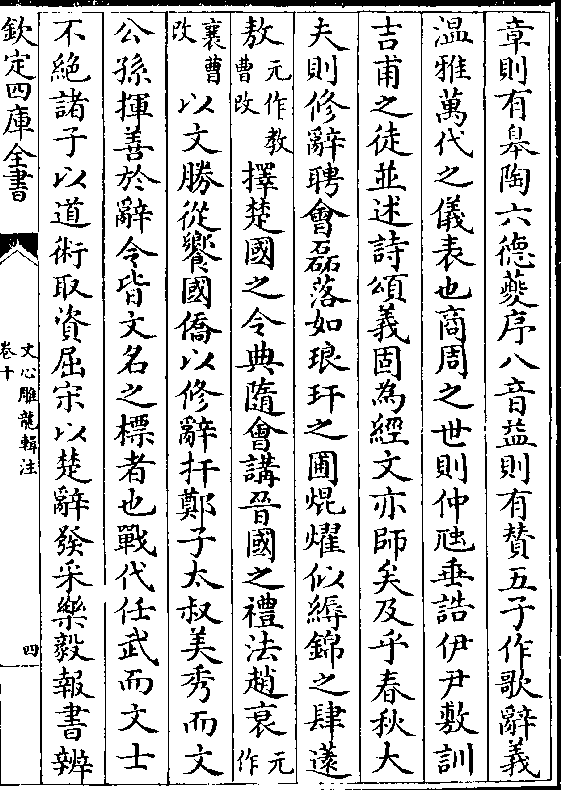 章則有皋陶六德夔序八音益則有贊五子作歌辭義
温雅萬代之儀表也商周之世則仲虺垂誥伊尹敷訓
吉甫之徒並述詩頌義固為經文亦師矣及乎春秋大
夫則修辭聘會磊落如琅玕之圃焜燿似縟錦之肆薳
敖元作教曹改擇楚國之令典隨會講晉國之禮法趙衰元作
襄曹改以文勝從饗國僑以修辭扞鄭子太叔美秀而文
公孫揮善於辭令皆文名之標者也戰代任武而文士
不絕諸子以道術取資屈宋以楚辭發采樂毅報書辨
欽定四庫全書
文心雕龍輯注
卷十
四